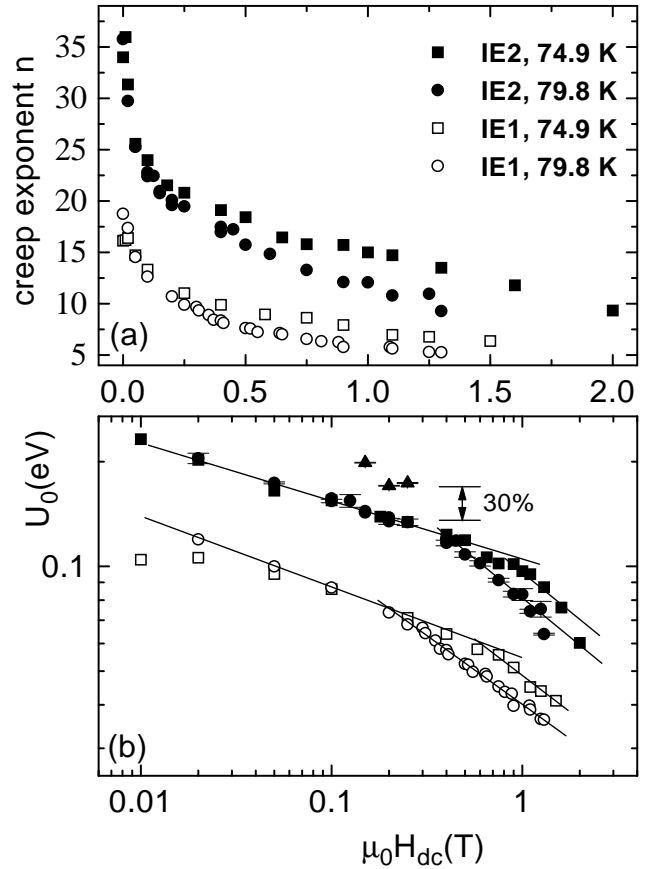 creep exponent n
35
30
25
20
15
10
5
IE2, 74.9 K
IE2, 79.8 K
IE1, 74.9 K
IE1, 79.8 K
(a)
0.0 0.5 1.0 1.5 2.0
U₀(eV)
0.1
30%
(b)
0.01 0.1 1
μ₀H_dc(T)